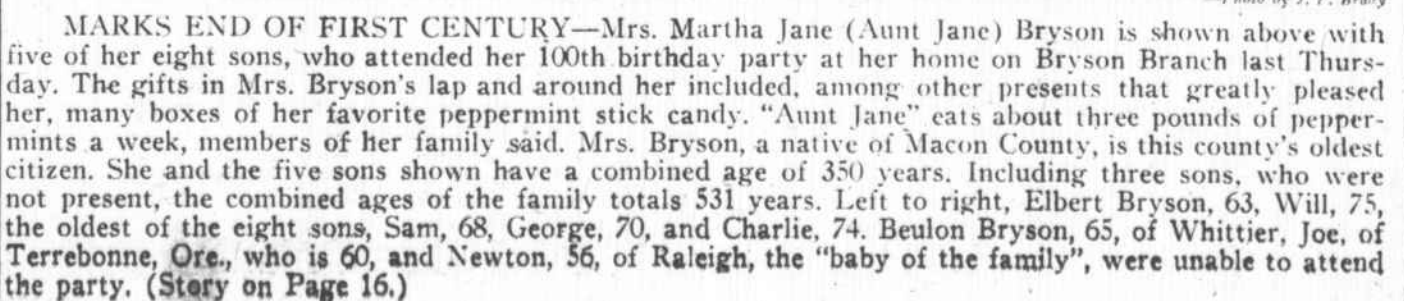 MARKS END OF FIRST CENTURY—Mrs. Martha Jane (Aunt Jane) Bryson is shown above with
five of her eight sons, who attended her 100th birthday party at her home on Bryson Branch last Thurs-
day. The gifts in Mrs. Bryson's lap and around her included, among other presents that greatly pleased
her, many boxes of her favorite peppermint stick candy. "Aunt Jane" eats about three pounds of pepper-
mints a week, members of her family said. Mrs. Bryson, a native of Macon County, is this county's oldest
citizen. She and the five sons shown have a combined age of 350 years. Including three sons, who were
not present, the combined ages of the family totals 531 years. Left to right, Elbert Bryson, 63, Will, 75,
the oldest of the eight sons, Sam, 68, George, 70, and Charlie, 74. Beulon Bryson, 65, of Whittier, Joe, of
Terrebonne, Ore., who is 60, and Newton, 56, of Raleigh, the "baby of the family", were unable to attend
the party. (Story on Page 16.)